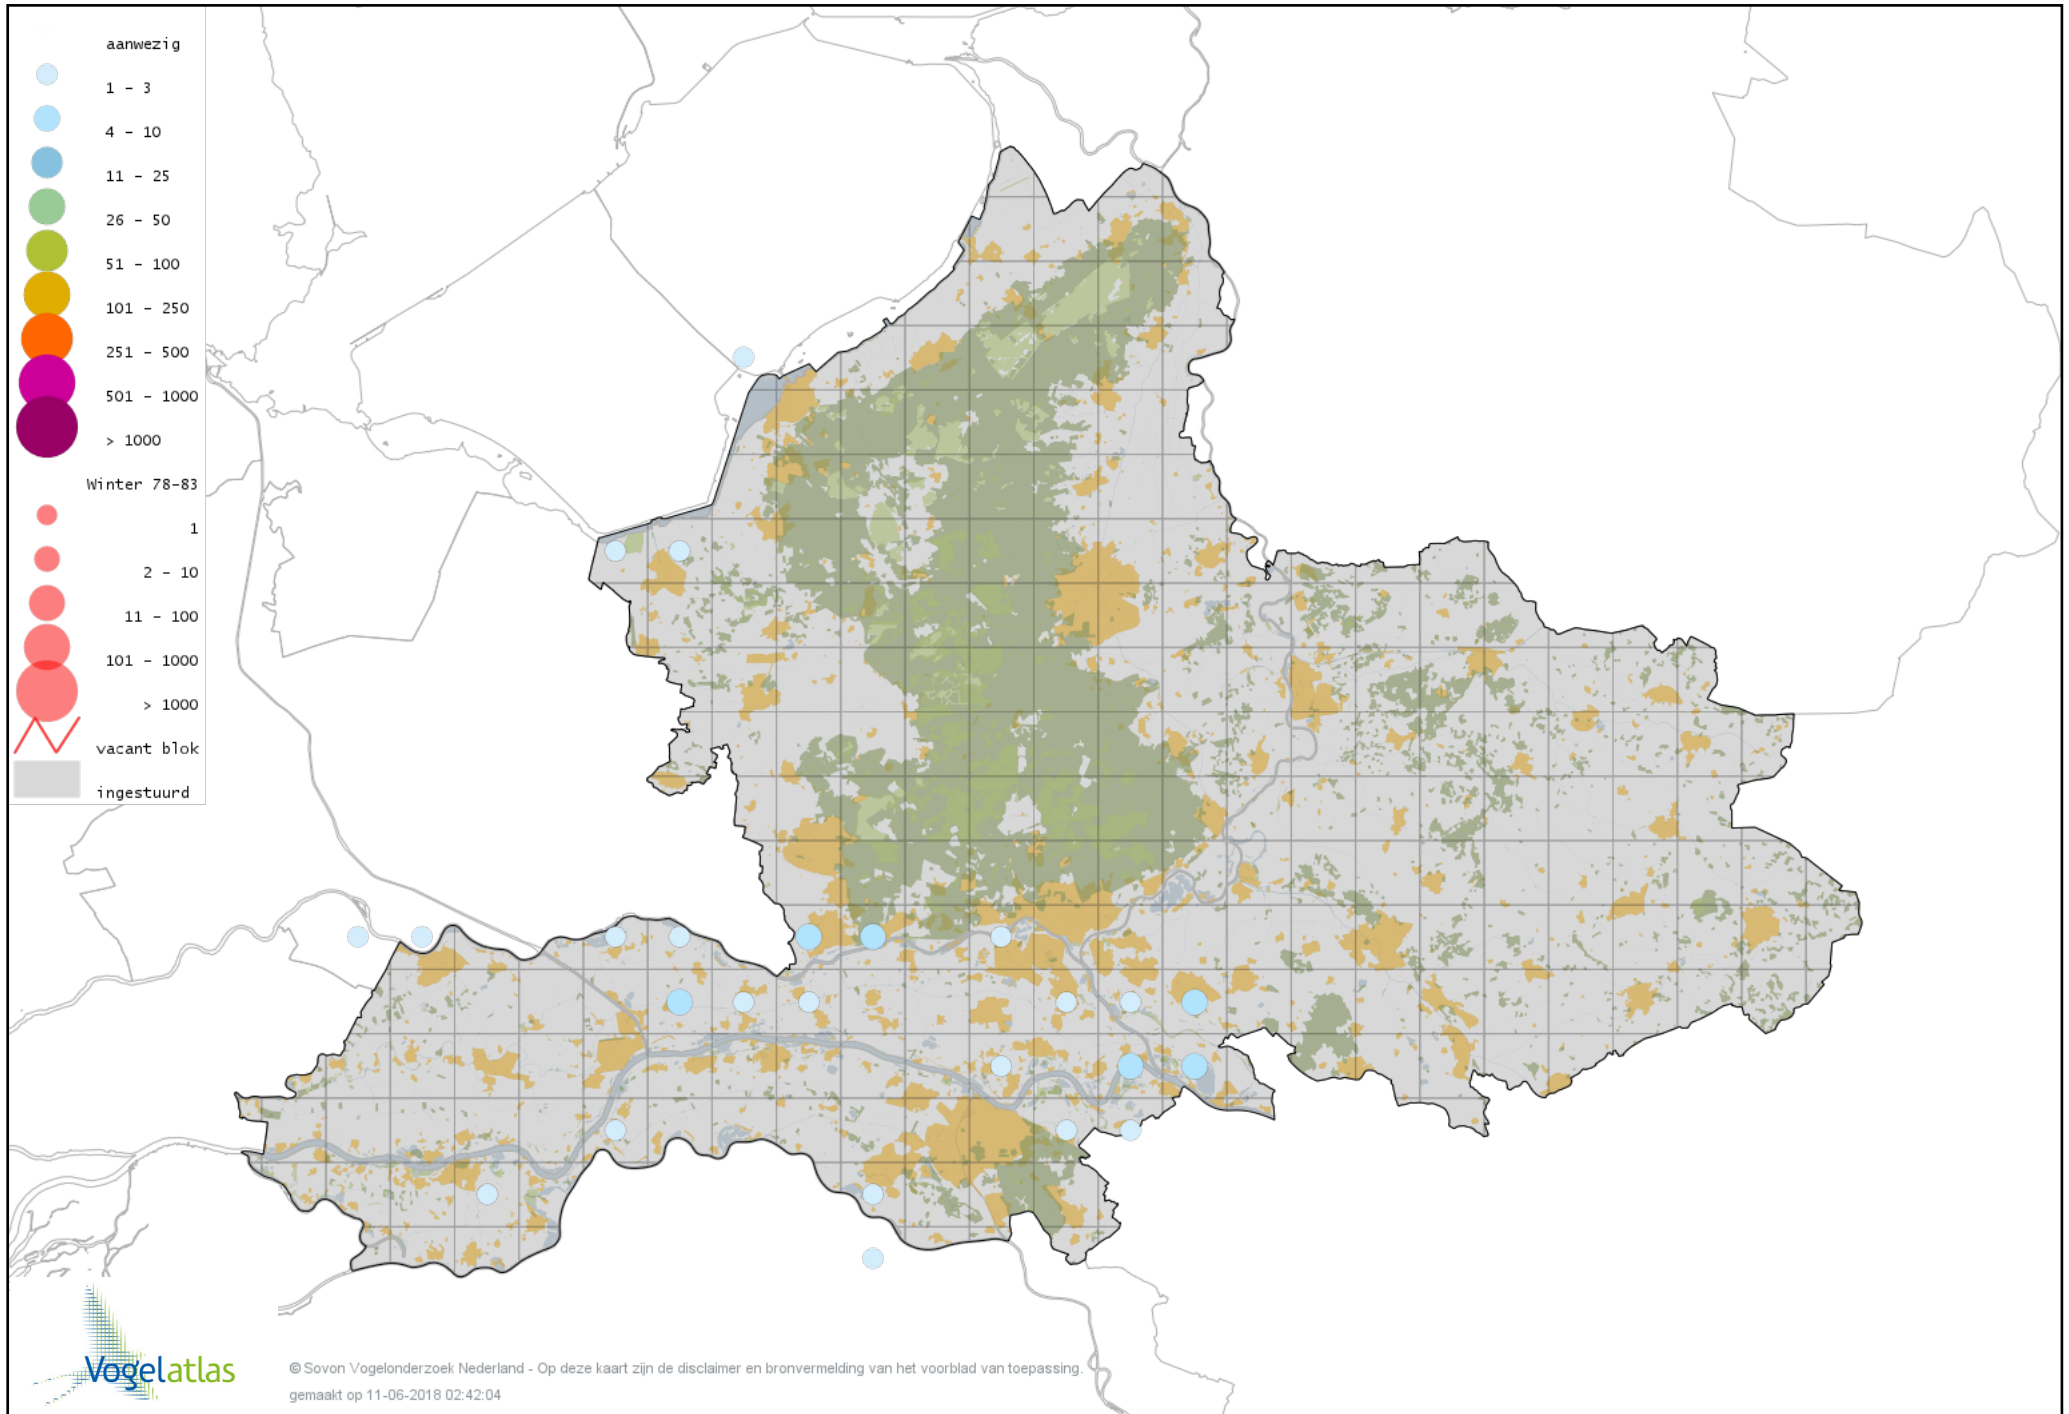 aanwezig
1 - 3
4 - 10
11 - 25
26 - 50
51 - 100
101 - 250
251 - 500
501 - 1000
> 1000
Winter 78-83
1
2 - 10
11 - 100
101 - 1000
> 1000
vacant blok
ingestuurd
Vogelatlas
© Sovon Vogelonderzoek Nederland - Op deze kaart zijn de disclaimer en bronvermelding van het voorblad van toepassing.
gemaakt op 11-06-2018 02:42:04